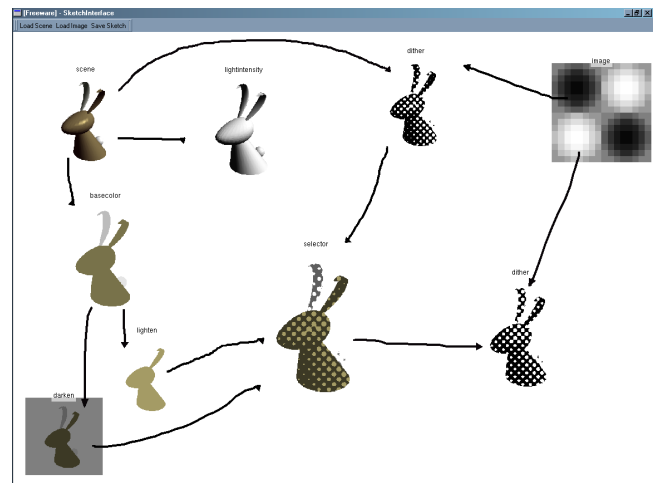 [Freeware] - SketchInterface
Load Scene Load Image Save Sketch
dither
image
scene
lightintensity
basecolor
selector
dither
lighten
darken